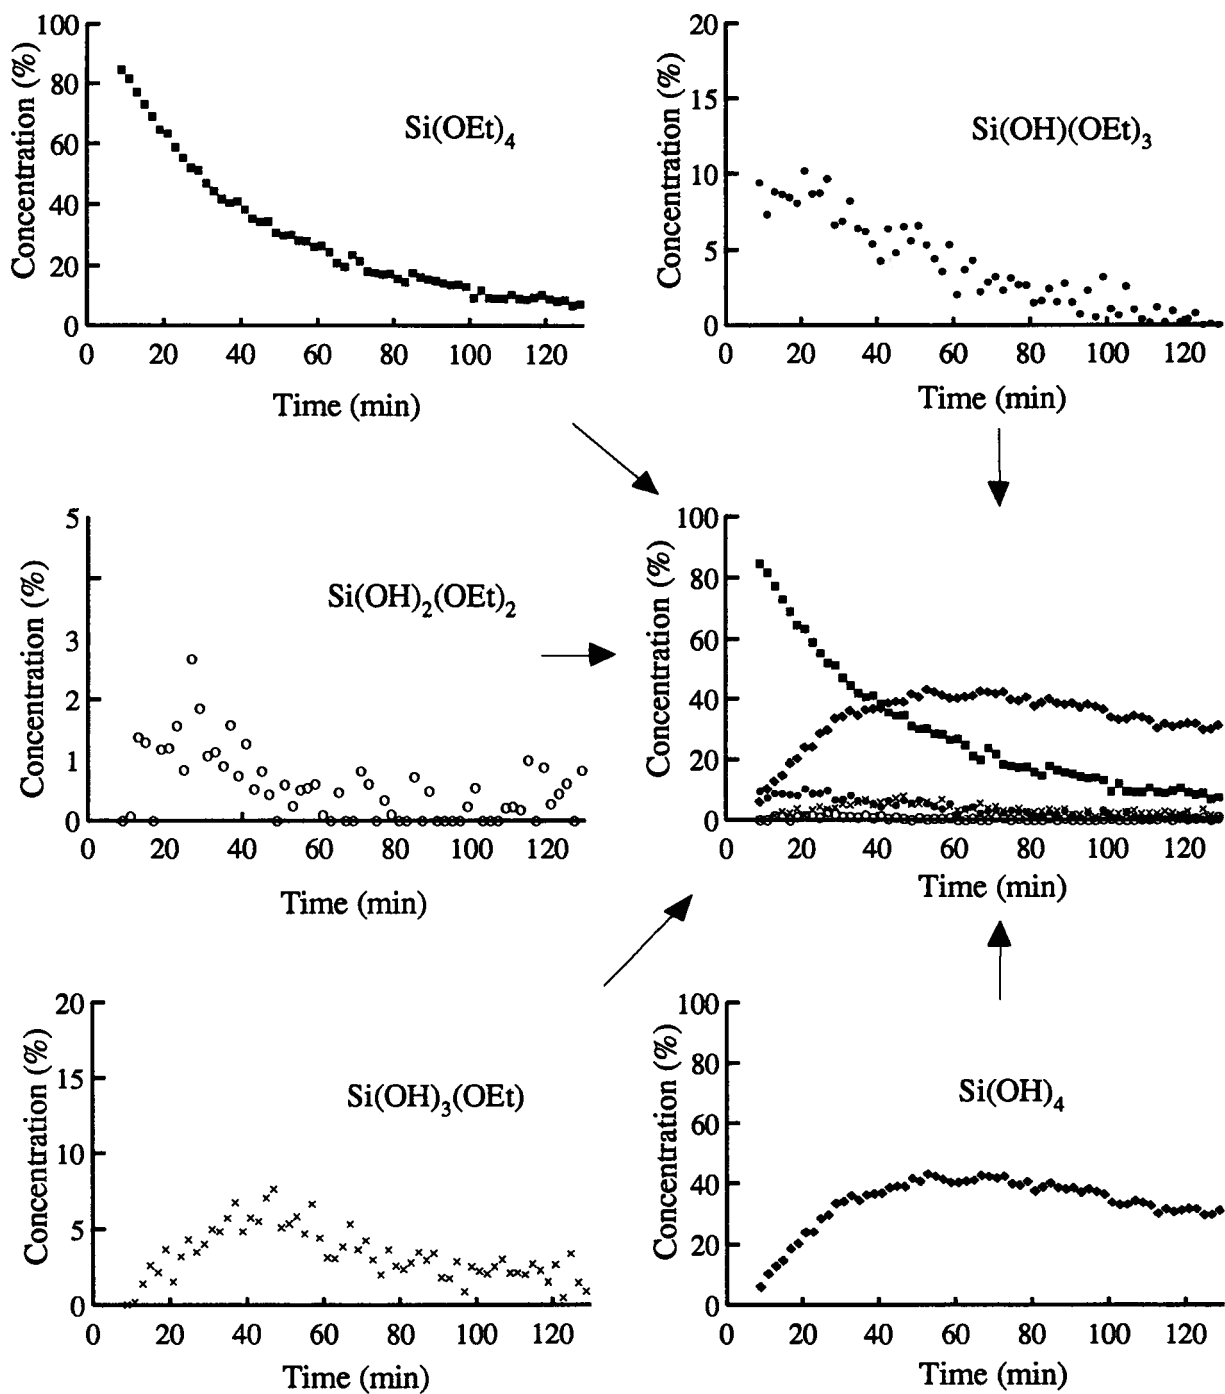 100
80
60
40
20
0
Concentration (%)
Si(OEt)4
0 20 40 60 80 100 120
Time (min)
20
15
10
5
0
Concentration (%)
Si(OH)(OEt)3
0 20 40 60 80 100 120
Time (min)
5
3
2
1
0
Concentration (%)
Si(OH)2(OEt)2
0 20 40 60 80 100 120
Time (min)
100
80
60
40
20
0
Concentration (%)
0 20 40 60 80 100 120
Time (min)
20
15
10
5
0
Concentration (%)
Si(OH)3(OEt)
0 20 40 60 80 100 120
Time (min)
100
80
60
40
20
0
Concentration (%)
Si(OH)4
0 20 40 60 80 100 120
Time (min)